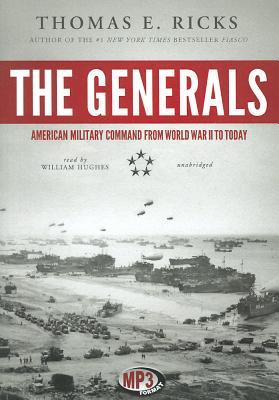 THOMAS E. RICKS
AUTHOR OF THE #1 NEW YORK TIMES BESTSELLER FIASCO
THE GENERALS
AMERICAN MILITARY COMMAND FROM WORLD WAR II TO TODAY
read by
WILLIAM HUGHES
unabridged
MP3
FORMAT